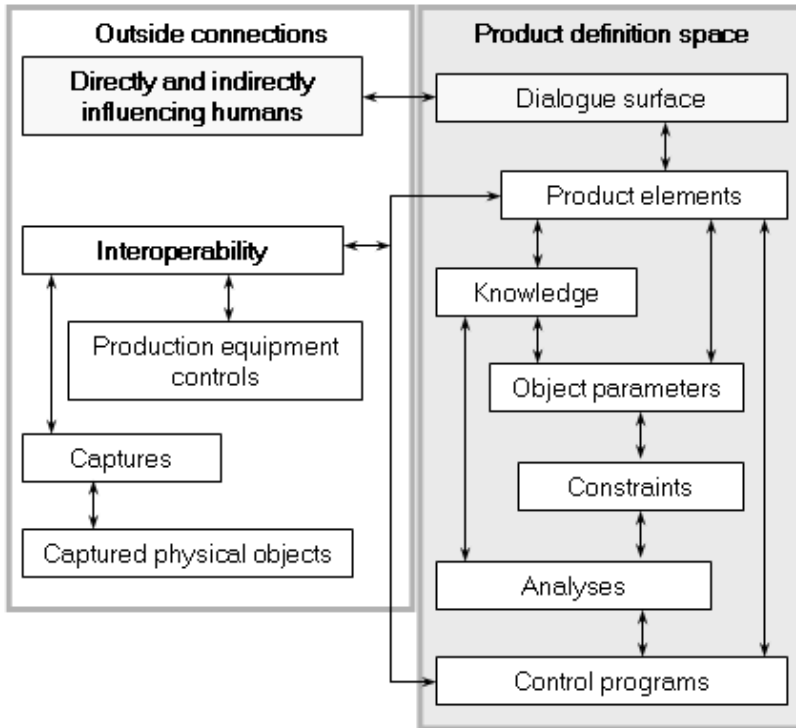 Outside connections
Directly and indirectly
influencing humans
Interoperability
Production equipment
controls
Captures
Captured physical objects
Product definition space
Dialogue surface
Product elements
Knowledge
Object parameters
Constraints
Analyses
Control programs